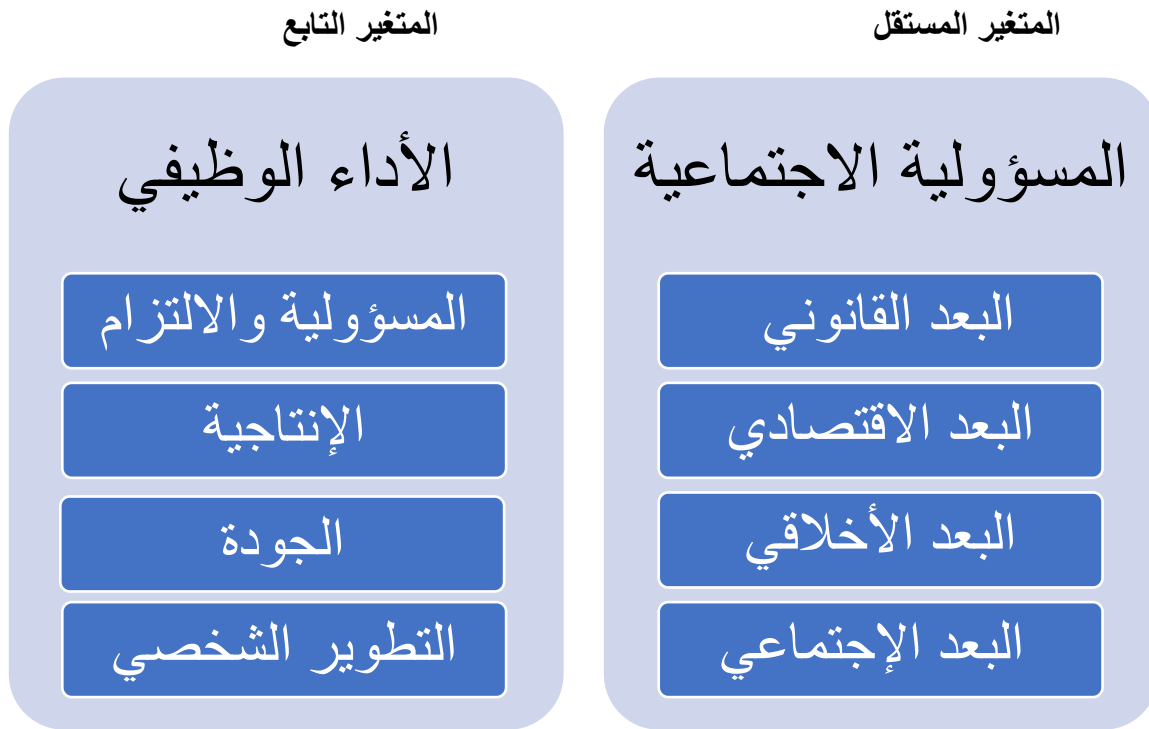 المتغير المستقل
المسؤولية الاجتماعية
البعد القانوني
البعد الاقتصادي
البعد الأخلاقي
البعد الإجتماعي
المتغير التابع
الأداء الوظيفي
المسؤولية والالتزام
الإنتاجية
الجودة
التطوير الشخصي